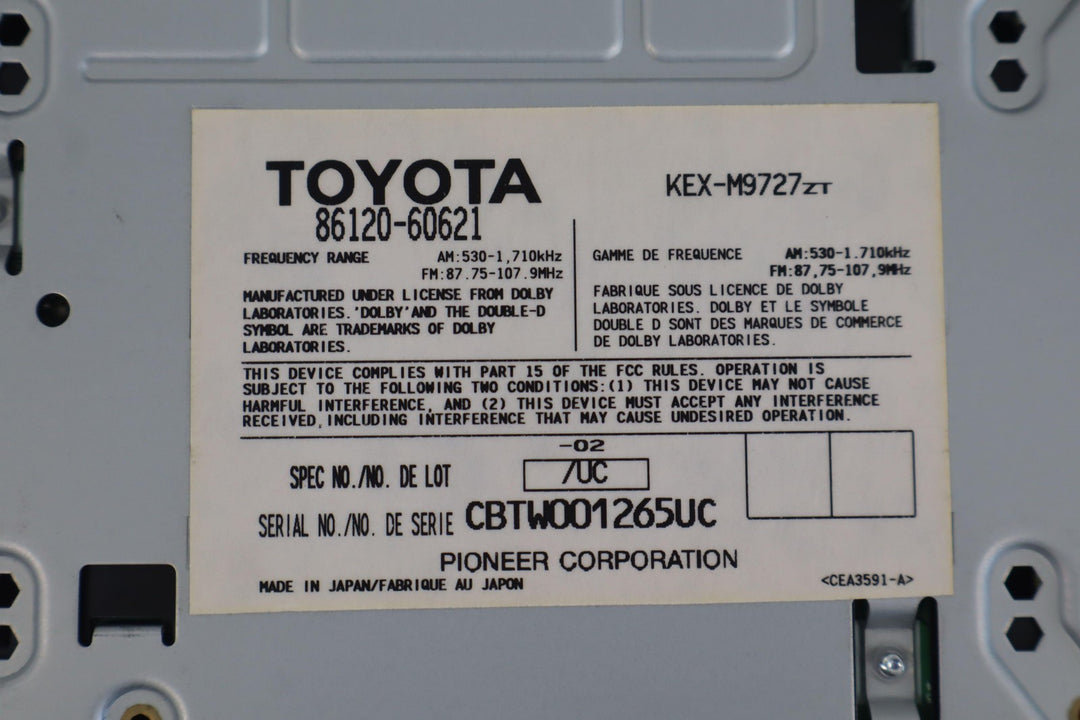 TOYOTA
86120-60621
KEX-M9727ZT
FREQUENCY RANGE AM:530-1,710kHz
FM:87.75-107.9MHz
MANUFACTURED UNDER LICENSE FROM DOLBY
LABORATORIES.'DOLBY'AND THE DOUBLE-D
SYMBOL ARE TRADEMARKS OF DOLBY
LABORATORIES.
GAMME DE FREQUENCE AM:530-1.710kHz
FM:87,75-107,9MHz
FABRIQUE SOUS LICENCE DE DOLBY
LABORATORIES. DOLBY ET LE SYMBOLE
DOUBLE D SONT DES MARQUES DE COMMERCE
DE DOLBY LABORATORIES.
THIS DEVICE COMPLIES WITH PART 15 OF THE FCC RULES. OPERATION IS
SUBJECT TO THE FOLLOWING TWO CONDITIONS:(1) THIS DEVICE MAY NOT CAUSE
HARMFUL INTERFERENCE, AND (2) THIS DEVICE MUST ACCEPT ANY INTERFERENCE
RECEIVED,INCLUDING INTERFERENCE THAT MAY CAUSE UNDESIRED OPERATION.
-02
SPEC NO./NO. DE LOT /UC
SERIAL NO./NO. DE SERIE CBTW001265UC
PIONEER CORPORATION
MADE IN JAPAN/FABRIQUE AU JAPON <CEA3591-A>